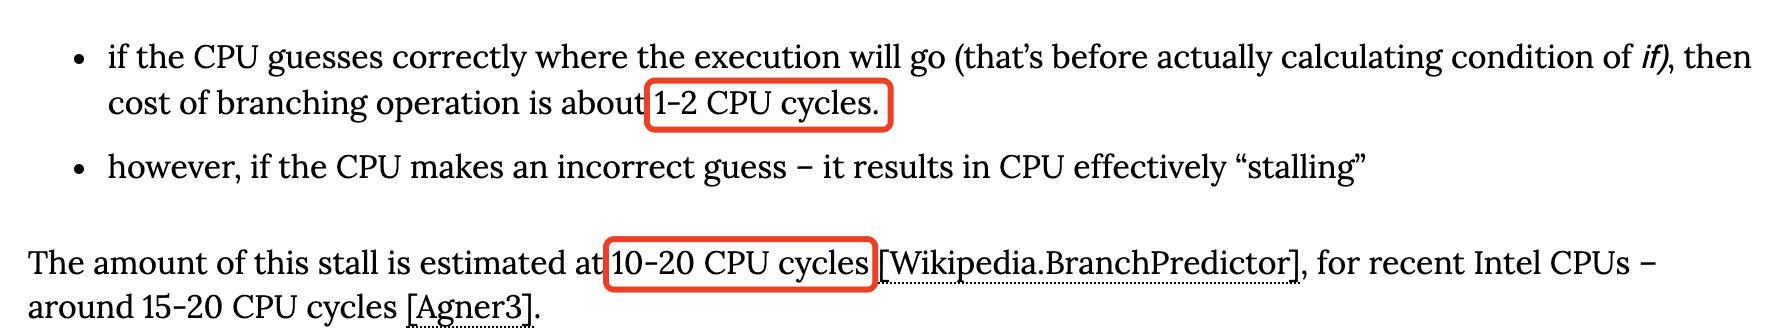 • if the CPU guesses correctly where the execution will go (that’s before actually calculating condition of if), then
cost of branching operation is about 1-2 CPU cycles.
• however, if the CPU makes an incorrect guess – it results in CPU effectively “stalling”
The amount of this stall is estimated at 10-20 CPU cycles [Wikipedia.BranchPredictor], for recent Intel CPUs –
around 15-20 CPU cycles [Agner3].